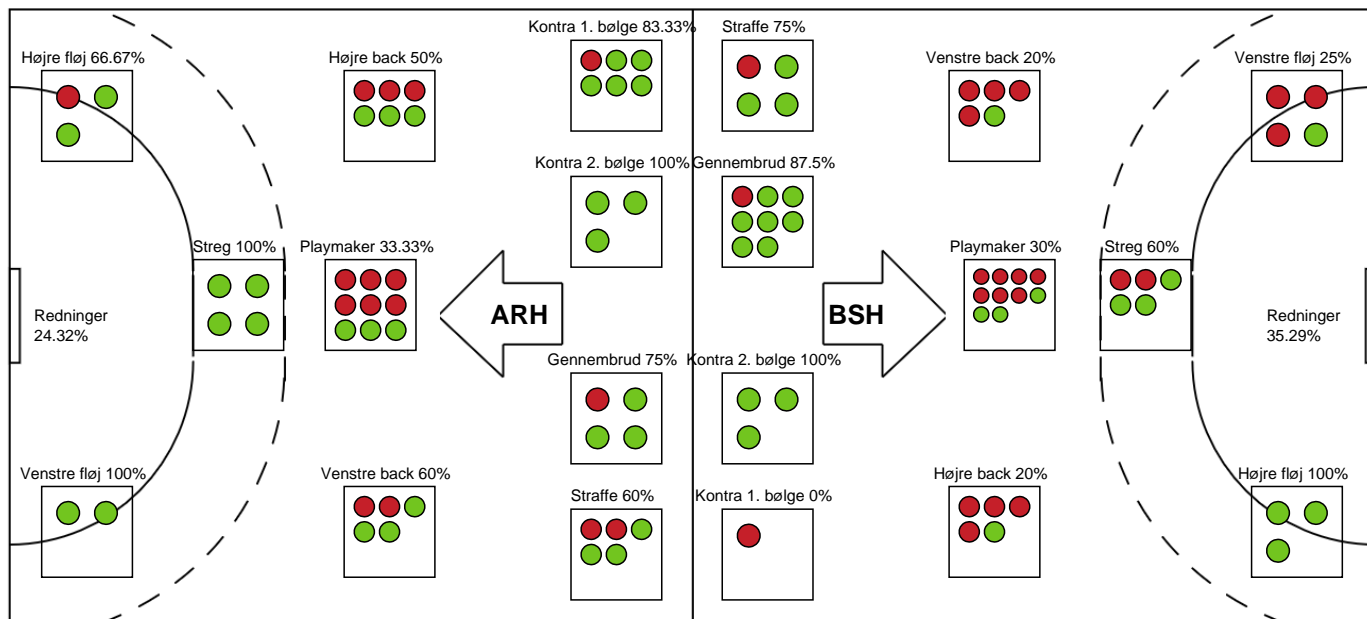 Kontra 1. bølge 83.33%
Straffe 75%
Højre fløj 66.67%
Højre back 50%
Venstre back 20%
Venstre fløj 25%
Kontra 2. bølge 100%
Gennembrud 87.5%
Streg 100%
Playmaker 33.33%
Playmaker 30%
Streg 60%
Redninger
24.32%
ARH
BSH
Redninger
35.29%
Gennembrud 75%
Kontra 2. bølge 100%
Venstre fløj 100%
Venstre back 60%
Straffe 60%
Kontra 1. bølge 0%
Højre back 20%
Højre fløj 100%